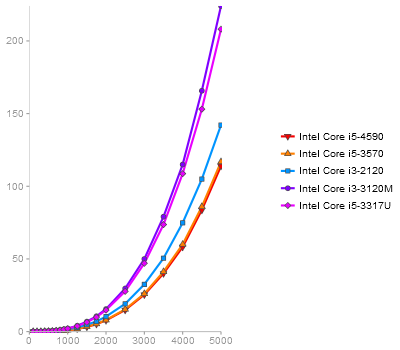 200
150
100
50
0
0 1000 2000 3000 4000 5000
Intel Core i5-4590
Intel Core i5-3570
Intel Core i3-2120
Intel Core i3-3120M
Intel Core i5-3317U